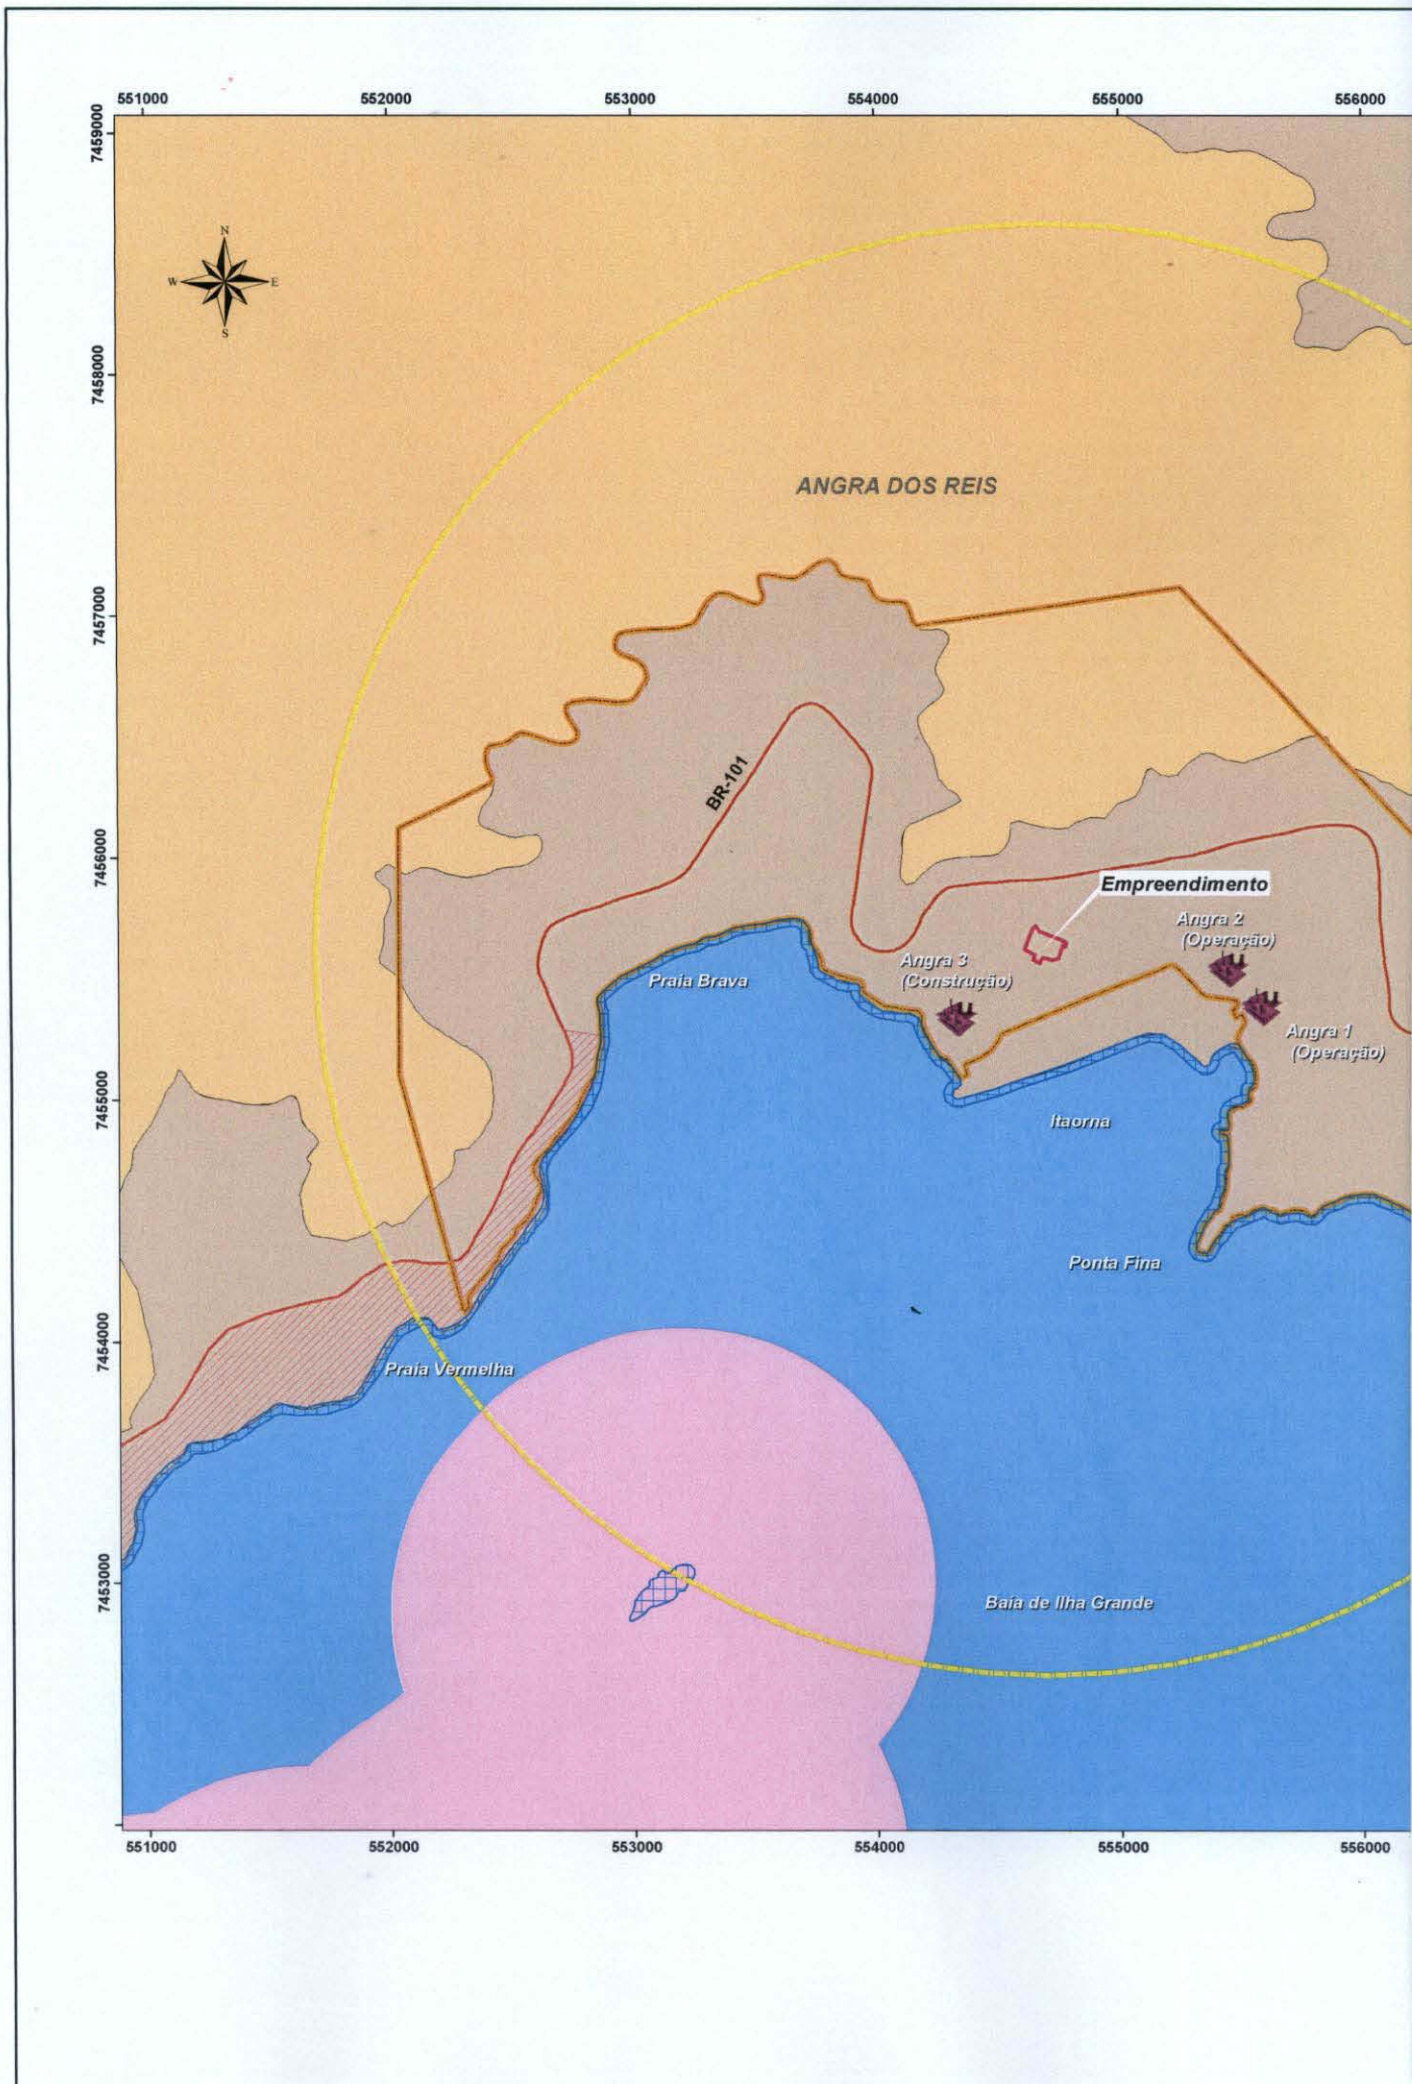 551000 552000 553000 554000 555000 556000
7459000
N
W E
S
7458000
ANGRA DOS REIS
7457000
BR-101
7456000
Empreendimento
Angra 2
(Operação)
Angra 3
(Construção)
Praia Brava
Angra 1
(Operação)
7455000
Itaorna
Ponta Fina
7454000
Praia Vermelha
7453000
Baía de Ilha Grande
551000 552000 553000 554000 555000 556000